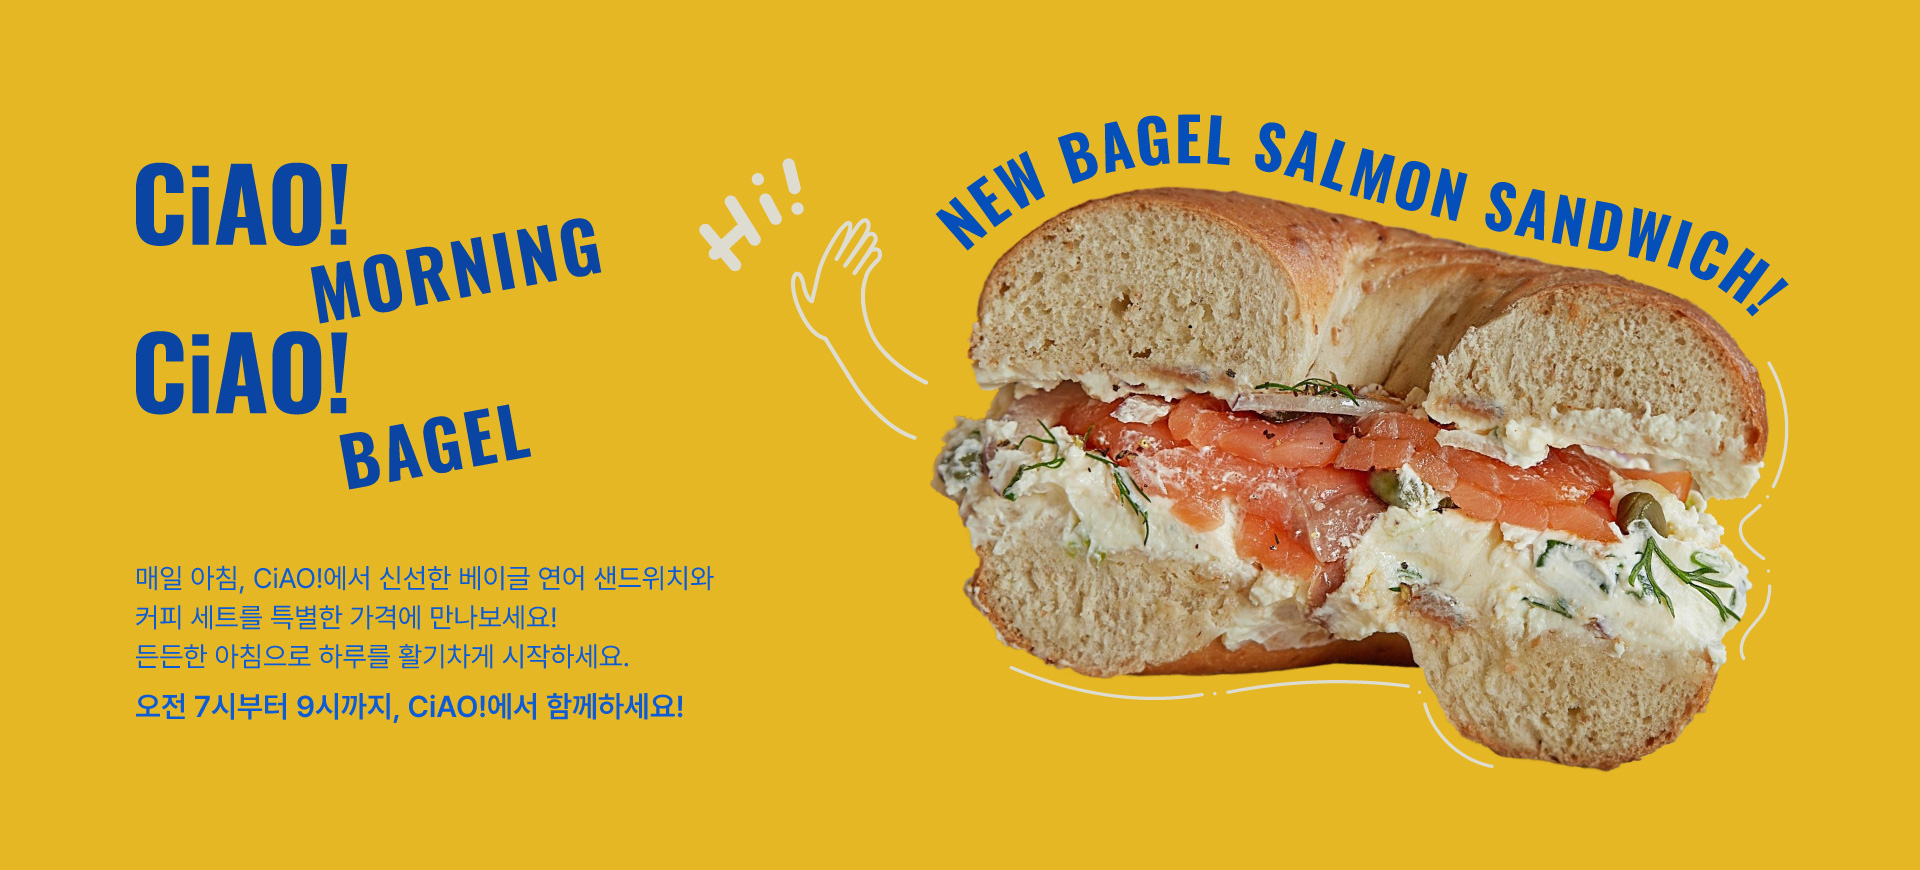 CiAO!
MORNING
CiAO!
BAGEL
Hi!
NEW BAGEL SALMON SANDWICH!
매일 아침, CiAO!에서 신선한 베이글 연어 샌드위치와
커피 세트를 특별한 가격에 만나보세요!
든든한 아침으로 하루를 활기차게 시작하세요.
오전 7시부터 9시까지, CiAO!에서 함께하세요!